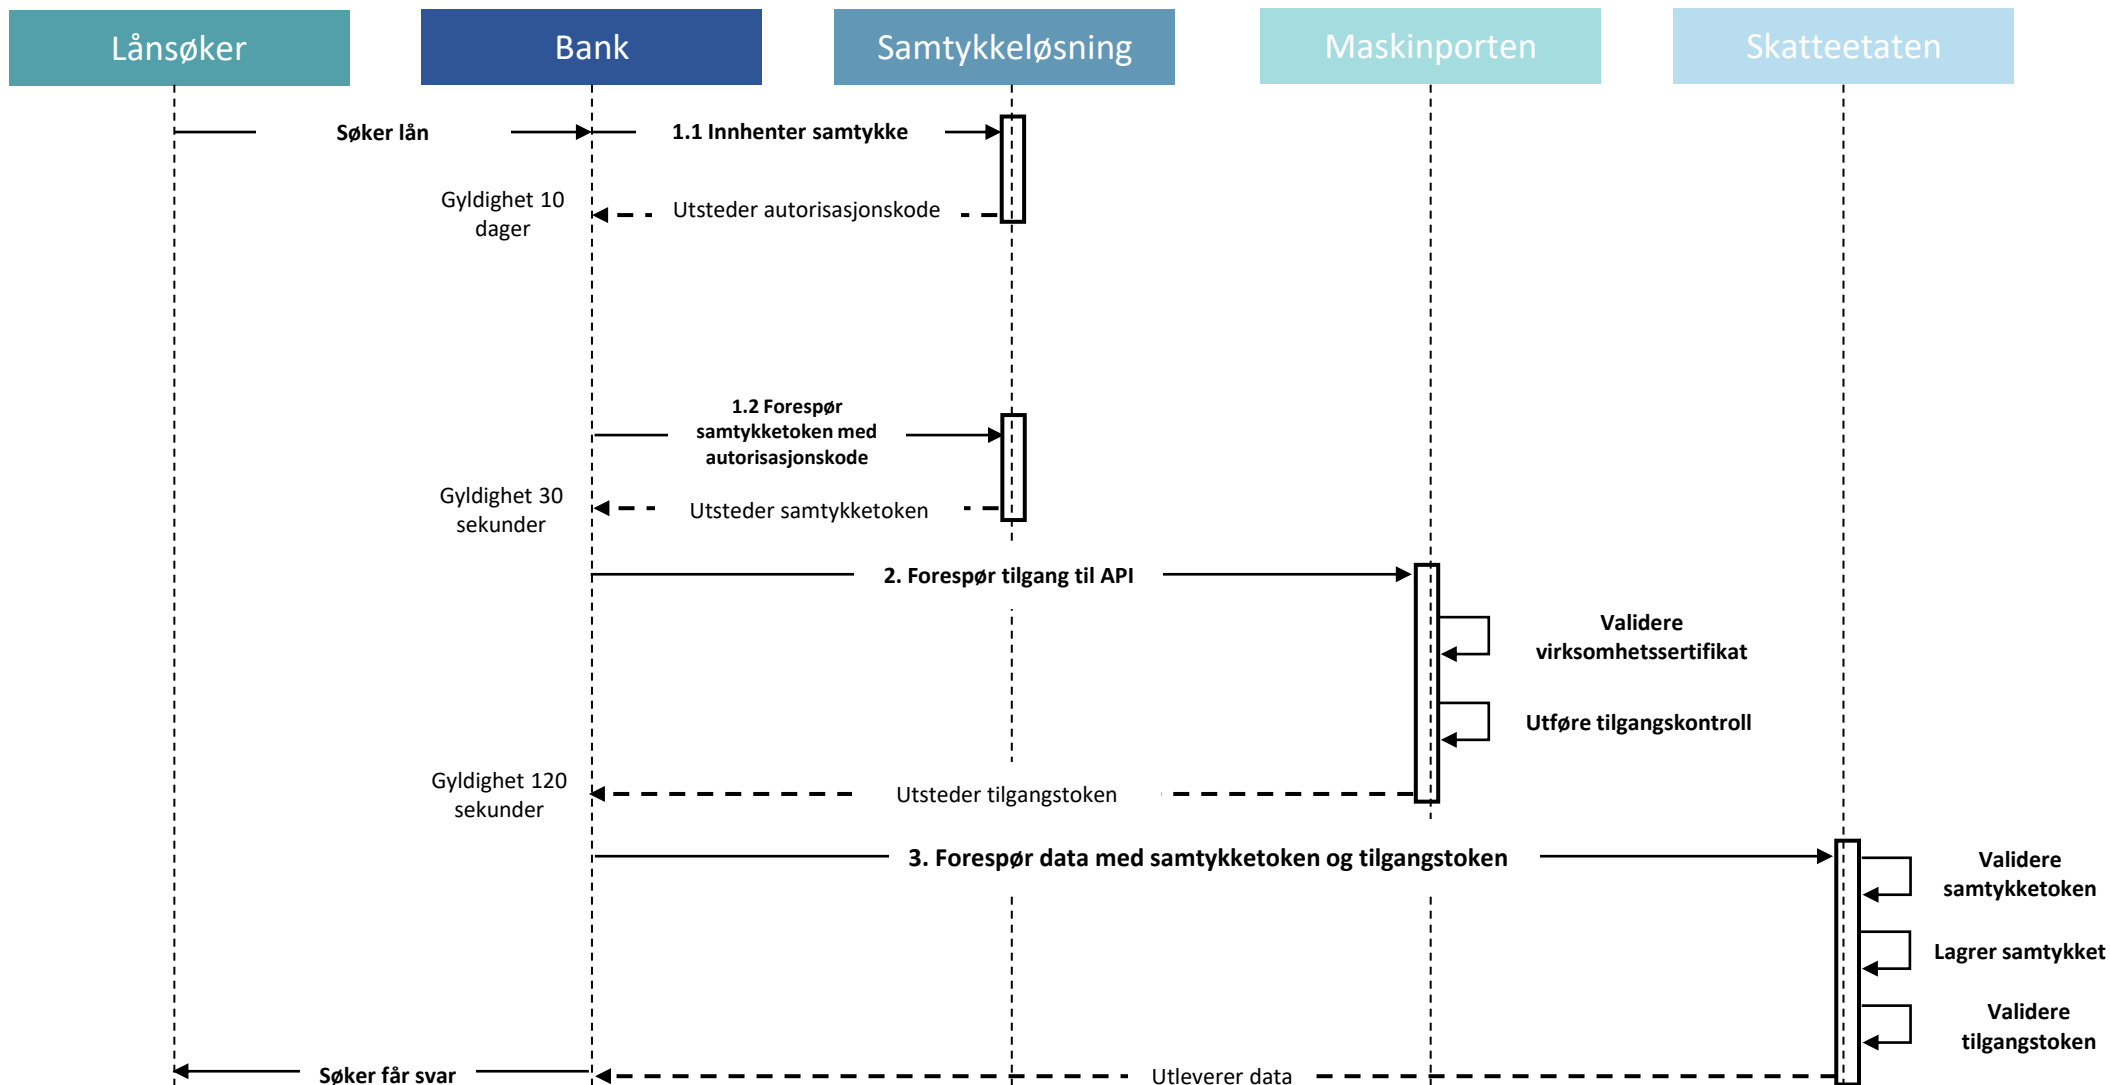 Lånsøker
Bank
Samtykkeløsning
Maskinporten
Skatteetaten
Søker lån
1.1 Innhenter samtykke
Gyldighet 10
dager
Utsteder autorisasjonskode
1.2 Forespør
samtykketoken med
autorisasjonskode
Gyldighet 30
sekunder
Utsteder samtykketoken
2. Forespør tilgang til API
Validere
virksomhetssertifikat
Utføre tilgangskontroll
Gyldighet 120
sekunder
Utsteder tilgangstoken
3. Forespør data med samtykketoken og tilgangstoken
Validere
samtykketoken
Lagrer samtykket
Validere
tilgangstoken
Søker får svar
Utleverer data